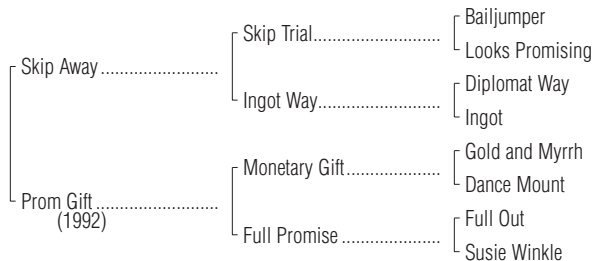 Bailjumper
Skip Trial
Looks Promising
Skip Away
Diplomat Way
Ingot Way
Ingot
Gold and Myrrh
Monetary Gift
Dance Mount
Prom Gift
(1992)
Full Out
Full Promise
Susie Winkle